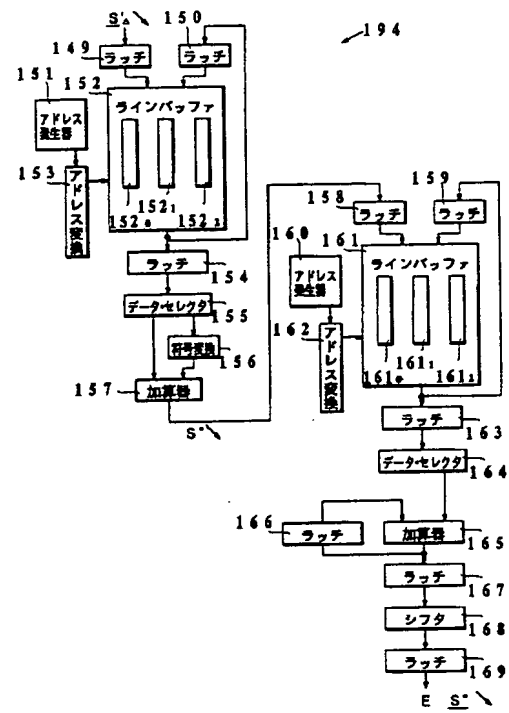 S'△
150
194
149
ラッチ
ラッチ
151
152
アドレス
発生器
ラインバッファ
153
アドレス変換
152₀
152₁
152₂
ラッチ
154
データ・セレクタ
155
符号変換
156
157
加算器
S"
158
ラッチ
159
ラッチ
160
アドレス
発生器
161
ラインバッファ
162
アドレス変換
161₀
161₁
161₂
ラッチ
163
データ・セレクタ
164
166
ラッチ
加算器
165
ラッチ
167
シフタ
168
ラッチ
169
E S"